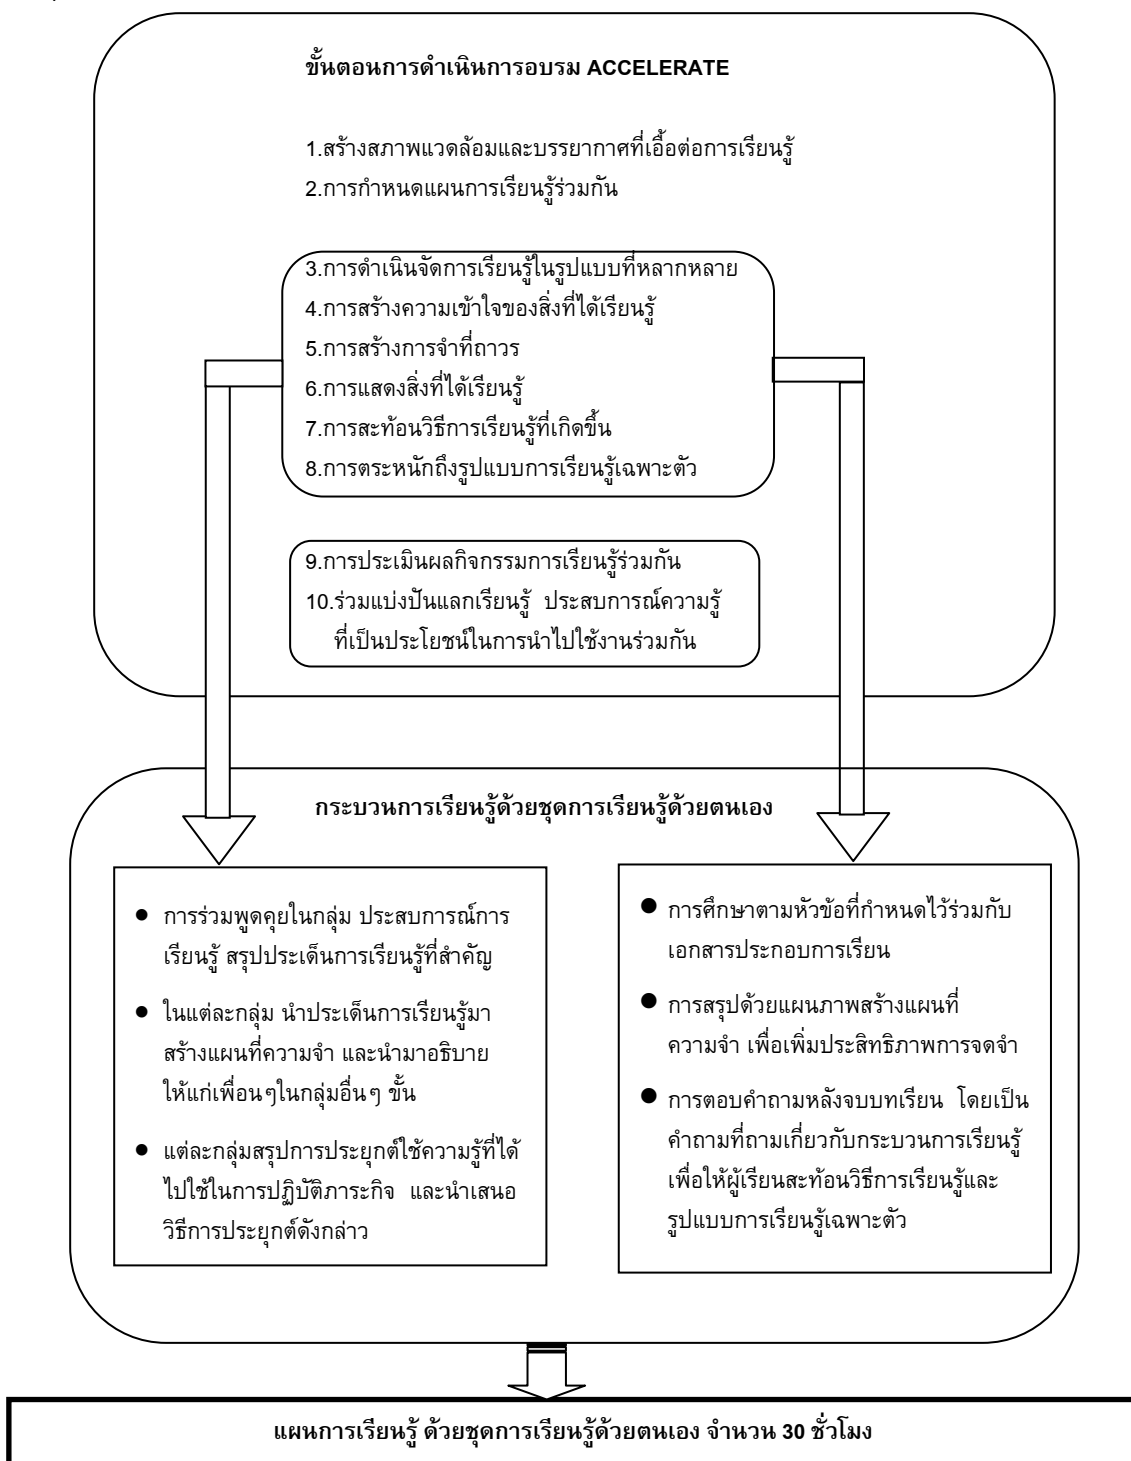 ขั้นตอนการดำเนินการอบรม ACCELERATE
1.สร้างสภาพแวดล้อมและบรรยากาศที่เอื้อต่อการเรียนรู้
2.การกำหนดแผนการเรียนรู้ร่วมกัน
3.การดำเนินจัดการเรียนรู้ในรูปแบบที่หลากหลาย
4.การสร้างความเข้าใจของสิ่งที่ได้เรียนรู้
5.การสร้างการจำที่ถาวร
6.การแสดงสิ่งที่ได้เรียนรู้
7.การสะท้อนวิธีการเรียนรู้ที่เกิดขึ้น
8.การตระหนักถึงรูปแบบการเรียนรู้เฉพาะตัว
9.การประเมินผลกิจกรรมการเรียนรู้ร่วมกัน
10.ร่วมแบ่งปันแลกเรียนรู้ ประสบการณ์ความรู้
ที่เป็นประโยชน์ในการนำไปใช้งานร่วมกัน
กระบวนการเรียนรู้ด้วยชุดการเรียนรู้ด้วยตนเอง
● การร่วมพูดคุยในกลุ่ม ประสบการณ์การ
เรียนรู้ สรุปประเด็นการเรียนรู้ที่สำคัญ
● ในแต่ละกลุ่ม นำประเด็นการเรียนรู้มา
สร้างแผนที่ความจำ และนำมาอธิบาย
ให้แก่เพื่อนๆในกลุ่มอื่นๆ ขั้น
● แต่ละกลุ่มสรุปการประยุกต์ใช้ความรู้ที่ได้
ไปใช้ในการปฏิบัติภาระกิจ และนำเสนอ
วิธีการประยุกต์ดังกล่าว
● การศึกษาตามหัวข้อที่กำหนดไว้ร่วมกับ
เอกสารประกอบการเรียน
● การสรุปด้วยแผนภาพสร้างแผนที่
ความจำ เพื่อเพิ่มประสิทธิภาพการจดจำ
● การตอบคำถามหลังจบบทเรียน โดยเป็น
คำถามที่ถามเกี่ยวกับกระบวนการเรียนรู้
เพื่อให้ผู้เรียนสะท้อนวิธีการเรียนรู้และ
รูปแบบการเรียนรู้เฉพาะตัว
แผนการเรียนรู้ ด้วยชุดการเรียนรู้ด้วยตนเอง จำนวน 30 ชั่วโมง